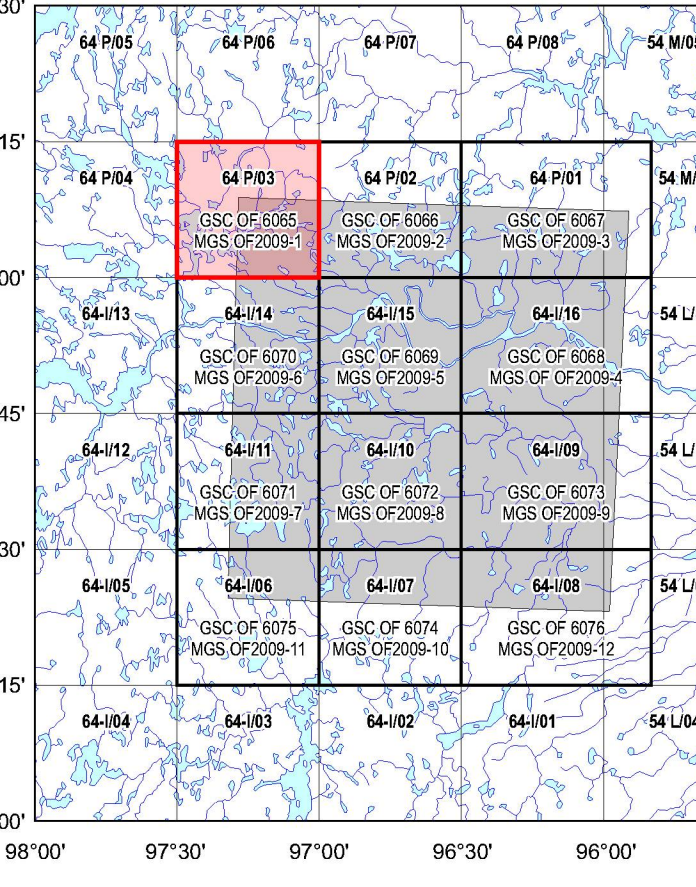 30'
64 P/05 64 P/06 64 P/07 64 P/08 54 M/05
15'
64 P/04 64 P/03 64 P/02 64 P/01 54 M/
GSC OF 6065 GSC OF 6066 GSC OF 6067
MGS OF2009-1 MGS OF2009-2 MGS OF2009-3
00'
64-I/13 64-I/14 64-I/15 64-I/16 54 L/
GSC OF 6070 GSC OF 6069 GSC OF 6068
MGS OF2009-6 MGS OF2009-5 MGS OF OF2009-4
45'
64-I/12 64-I/11 64-I/10 64-I/09 54 L/
GSC OF 6071 GSC OF 6072 GSC OF 6073
MGS OF2009-7 MGS OF2009-8 MGS OF2009-9
30'
64-I/05 64-I/06 64-I/07 64-I/08 54 L/
GSC OF 6075 GSC OF 6074 GSC OF 6076
MGS OF2009-11 MGS OF2009-10 MGS OF2009-12
15'
64-I/04 64-I/03 64-I/02 64-I/01 54 L/04
00'
98°00' 97°30' 97°00' 96°30' 96°00'